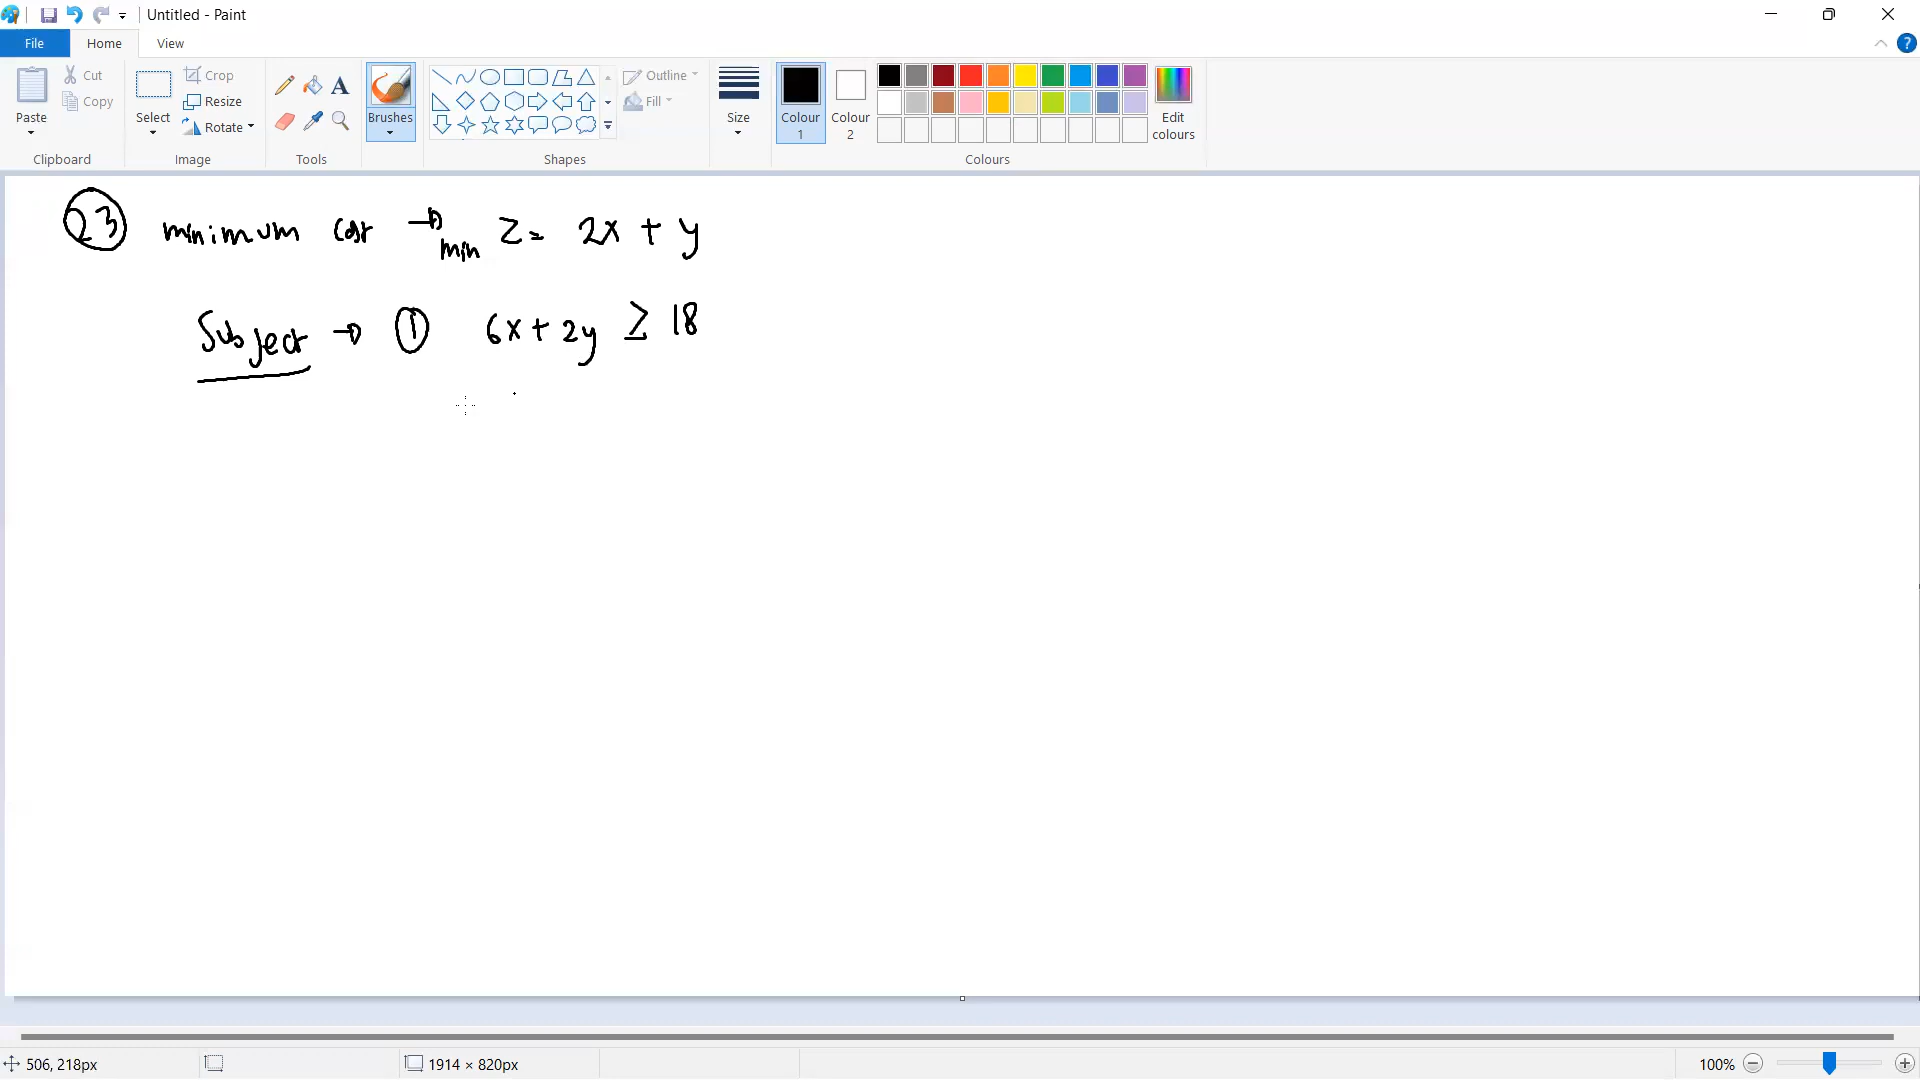 Untitled - Paint
File Home View
Paste Cut Copy Clipboard
Select Crop Resize Rotate Image
Tools
Brushes
Shapes Outline Fill
Size
Colour 1 Colour 2 Edit colours Colours
23 minimum cost → min Z = 2x + y
Subject → ① 6x + 2y ≥ 18
506, 218px 1914 × 820px 100%